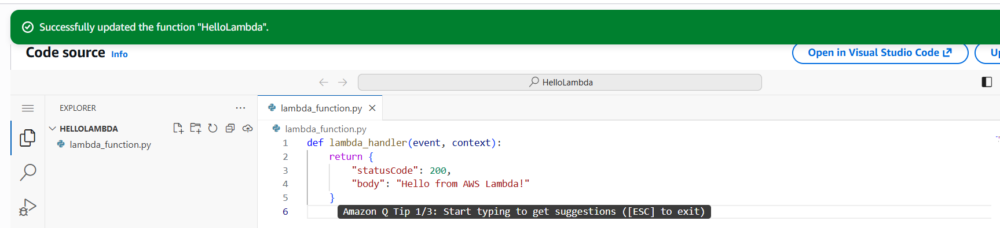 Successfully updated the function "HelloLambda".
Code source Info
Open in Visual Studio Code
HelloLambda
EXPLORER
lambda_function.py
HELLOLAMBDA
lambda_function.py
lambda_function.py
1 def lambda_handler(event, context):
2 return {
3 "statusCode": 200,
4 "body": "Hello from AWS Lambda!"
5 }
6 Amazon Q Tip 1/3: Start typing to get suggestions ([ESC] to exit)